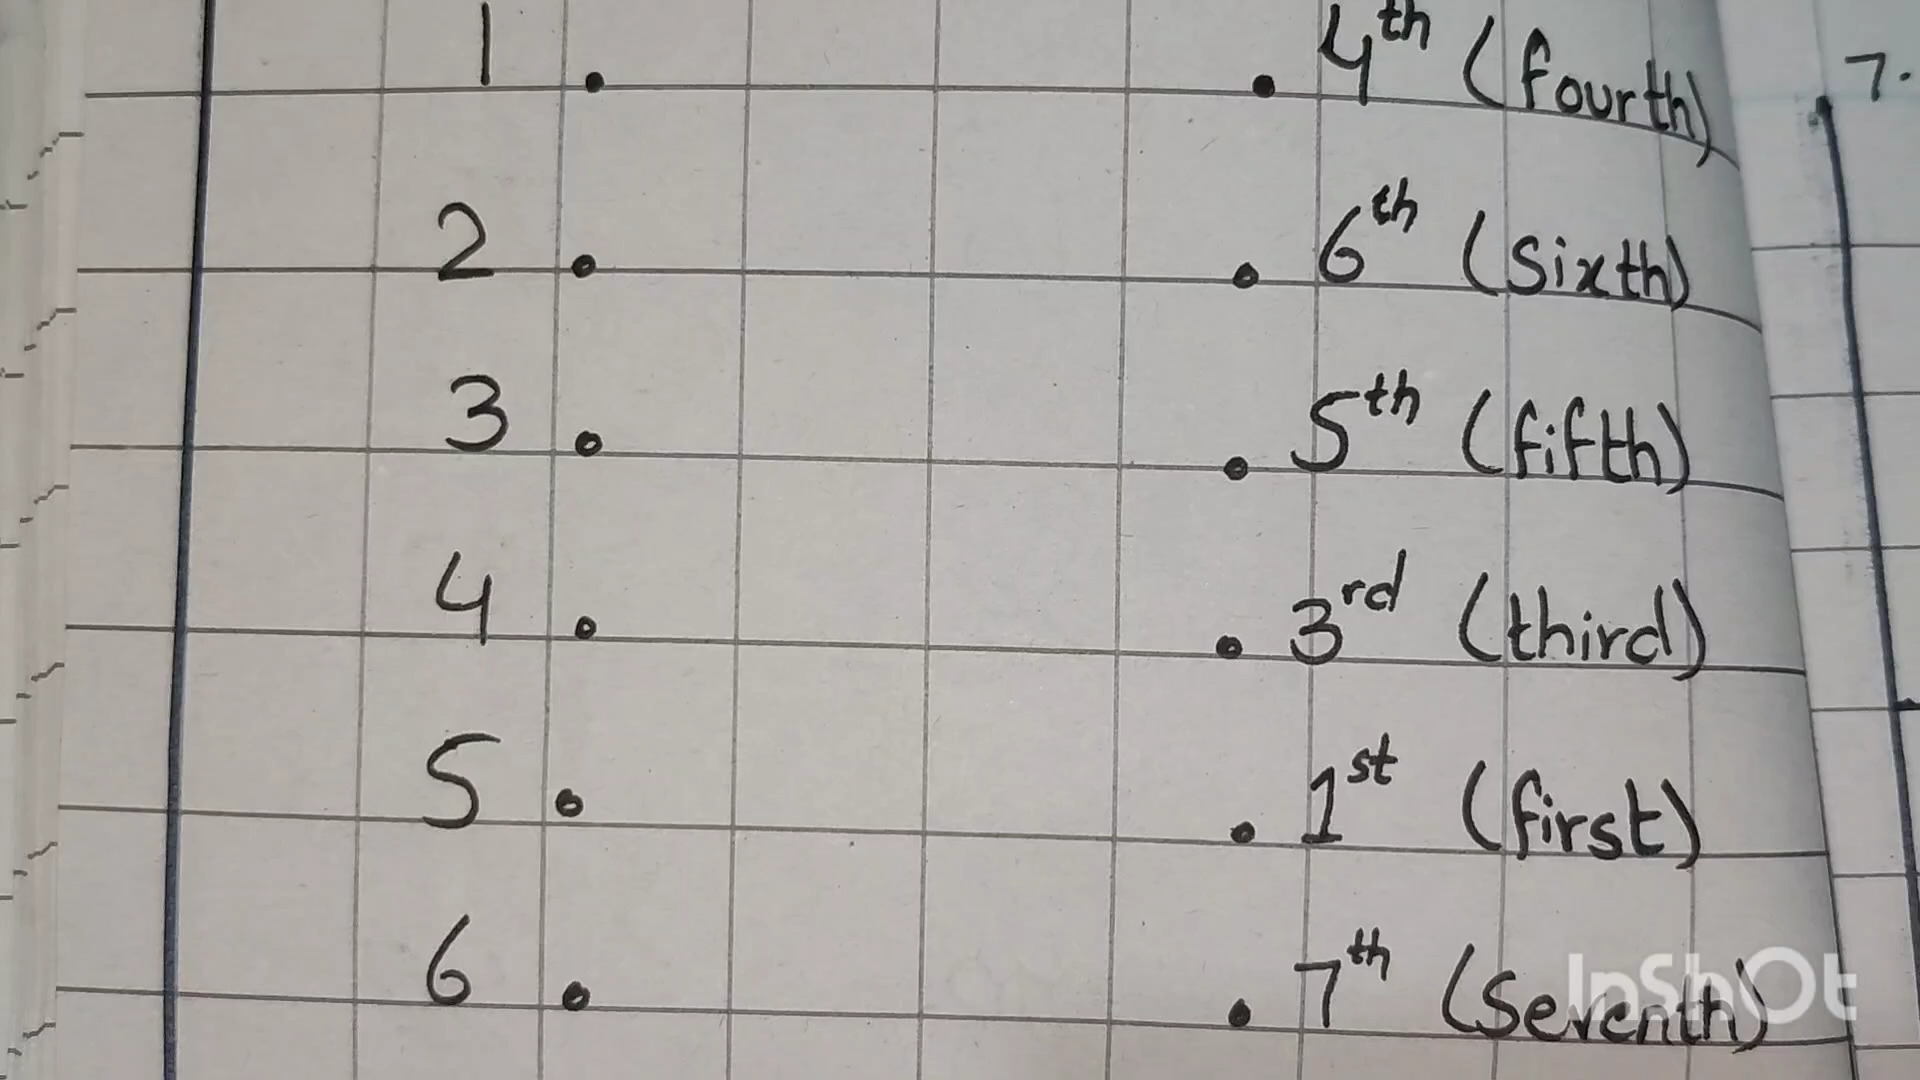 1 . . 4th (fourth)
2 . . 6th (sixth)
3 . . 5th (fifth)
4 . . 3rd (third)
5 . . 1st (first)
6 . . 7th (seventh)
7.
InShOt